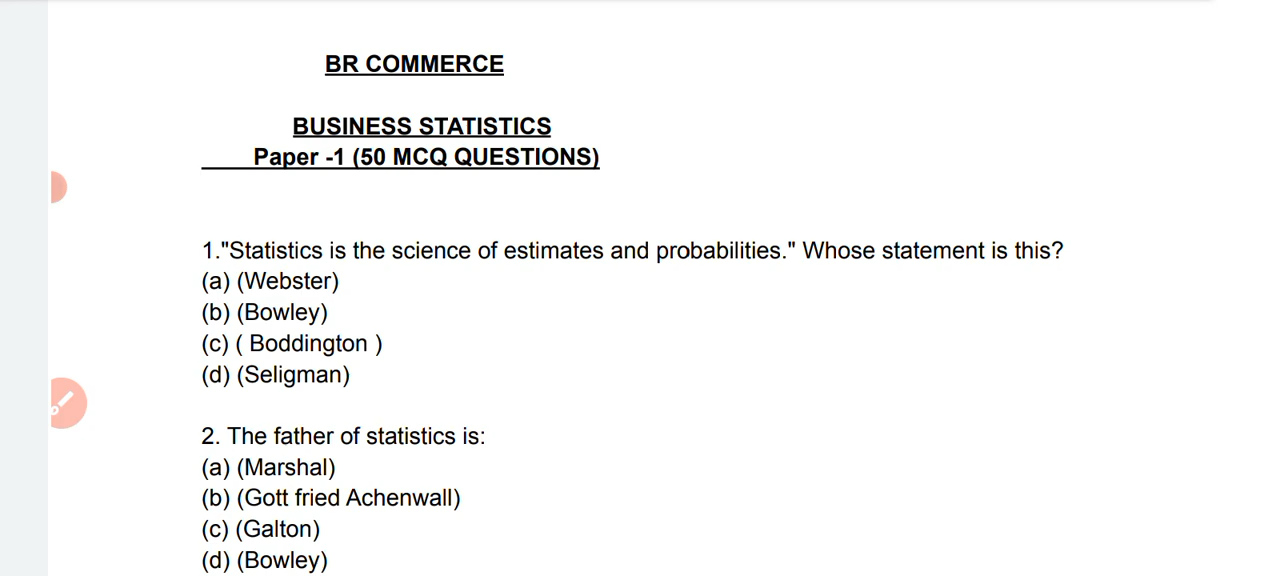 BR COMMERCE
BUSINESS STATISTICS
Paper -1 (50 MCQ QUESTIONS)
1."Statistics is the science of estimates and probabilities." Whose statement is this?
(a) (Webster)
(b) (Bowley)
(c) ( Boddington )
(d) (Seligman)
2. The father of statistics is:
(a) (Marshal)
(b) (Gott fried Achenwall)
(c) (Galton)
(d) (Bowley)